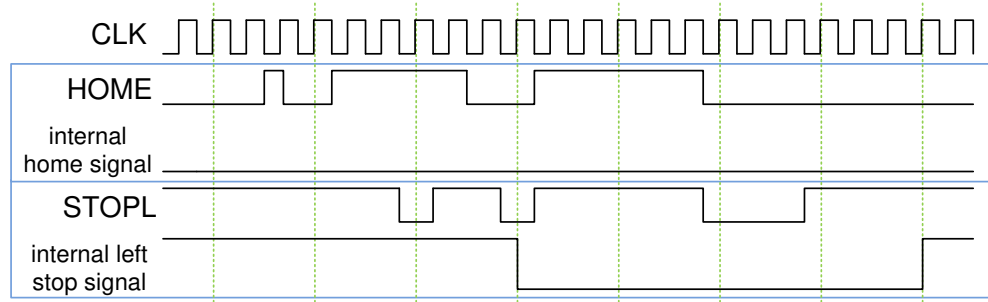 CLK
HOME
internal
home signal
STOPL
internal left
stop signal